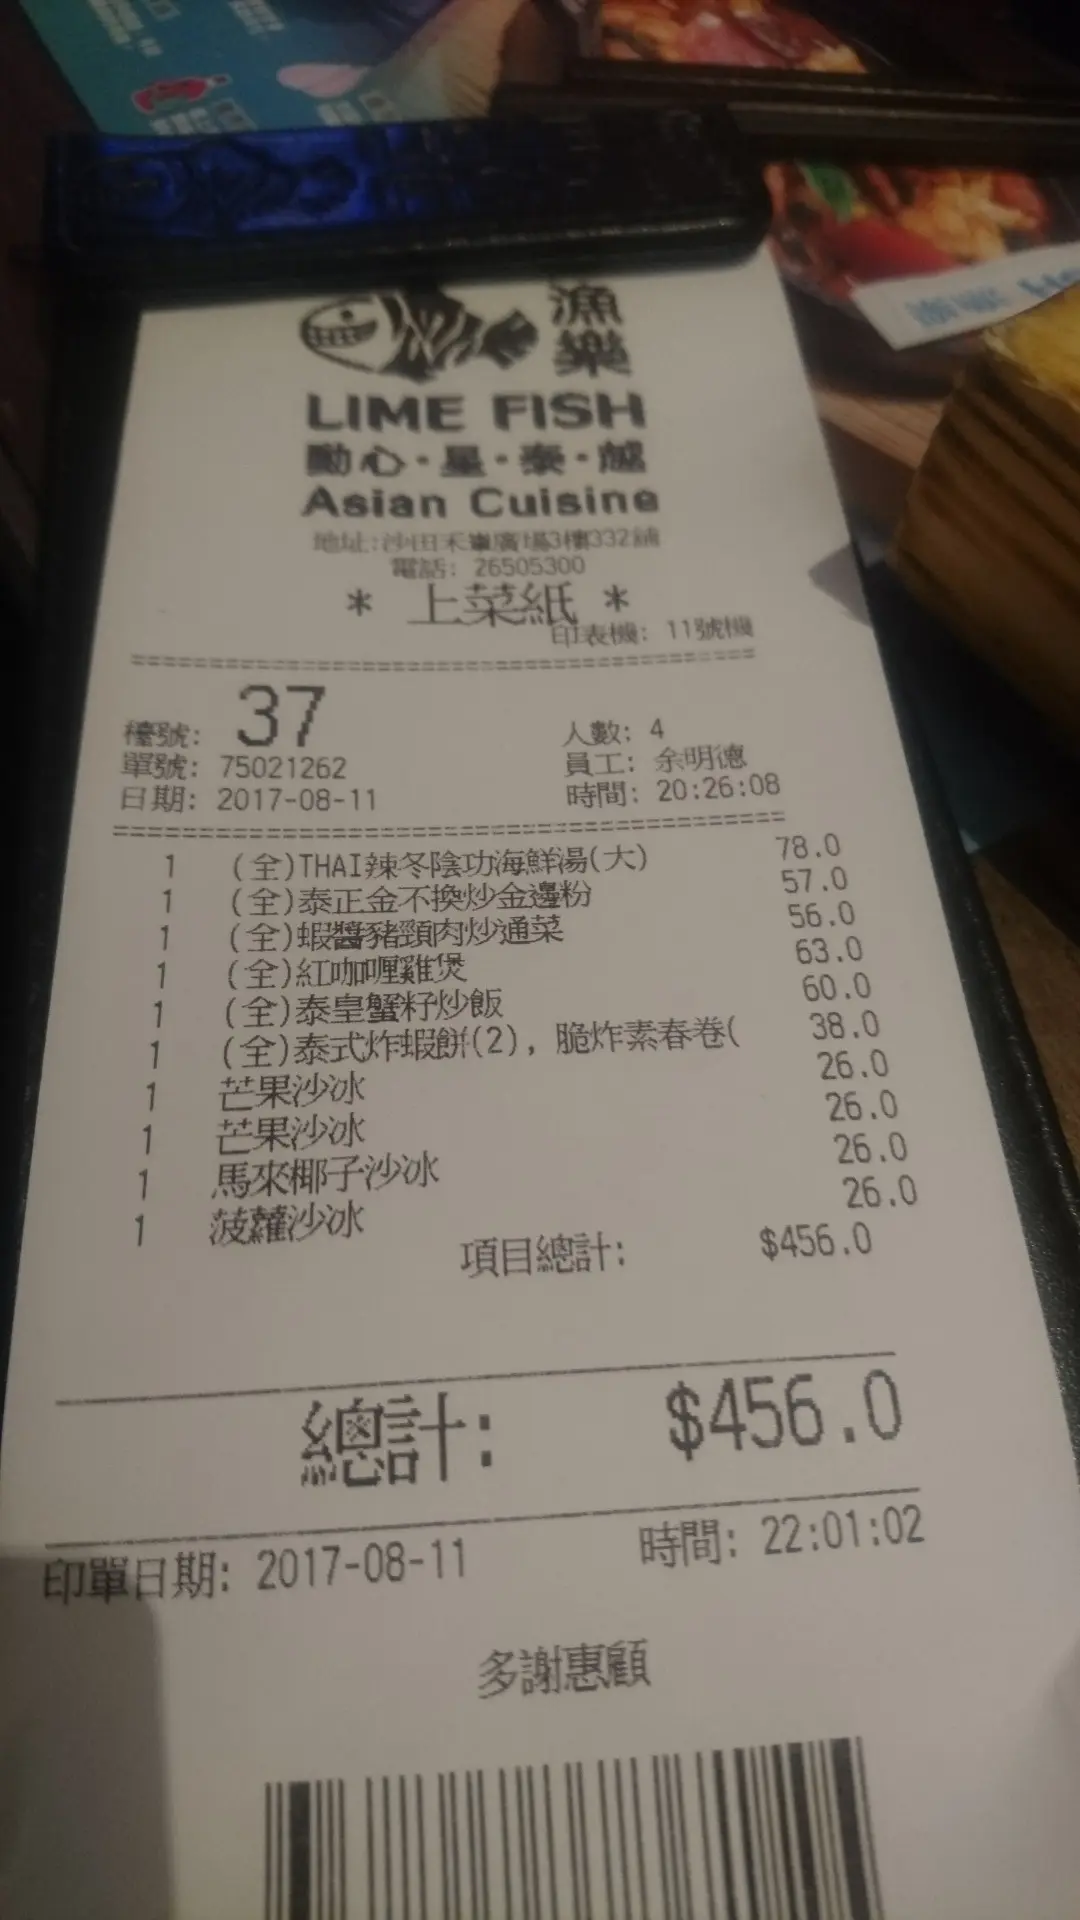 漁樂
LIME FISH
動心·星·泰·越
Asian Cuisine
地址:沙田禾輋廣場3樓332舖
電話: 26505300
* 上菜紙 *
印表機: 11號機
檯號: 37
人數: 4
單號: 75021262
員工: 余明德
日期: 2017-08-11
時間: 20:26:08
1 (全)THAI辣冬陰功海鮮湯(大) 78.0
1 (全)泰正金不換炒金邊粉 57.0
1 (全)蝦醬豬頸肉炒通菜 56.0
1 (全)紅咖喱雞煲 63.0
1 (全)泰皇蟹籽炒飯 60.0
1 (全)泰式炸蝦餅(2), 脆炸素春卷( 38.0
1 芒果沙冰 26.0
1 芒果沙冰 26.0
1 馬來椰子沙冰 26.0
1 菠蘿沙冰 26.0
項目總計: $456.0
總計: $456.0
印單日期: 2017-08-11 時間: 22:01:02
多謝惠顧